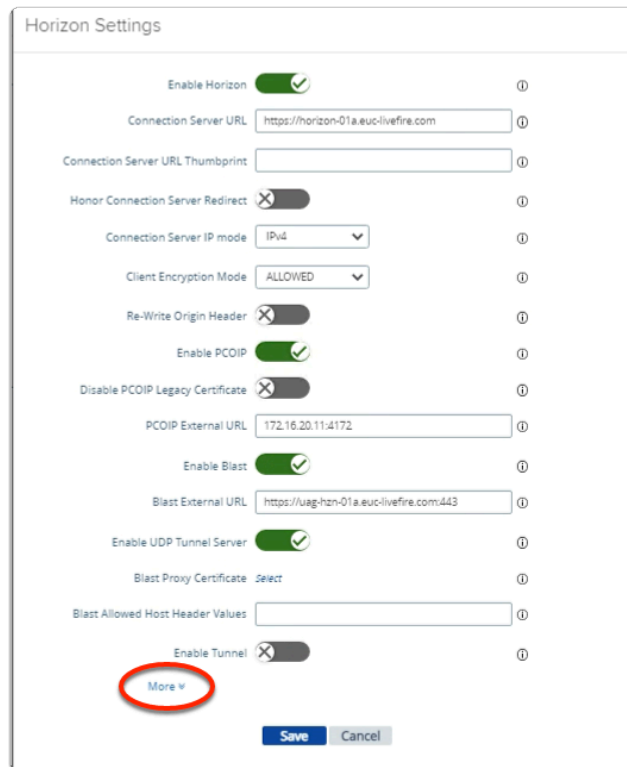 Horizon Settings
Enable Horizon
Connection Server URL https://horizon-01a.euc-livefire.com
Connection Server URL Thumbprint
Honor Connection Server Redirect
Connection Server IP mode IPv4
Client Encryption Mode ALLOWED
Re-Write Origin Header
Enable PCOIP
Disable PCOIP Legacy Certificate
PCOIP External URL 172.16.20.11:4172
Enable Blast
Blast External URL https://uag-hzn-01a.euc-livefire.com:443
Enable UDP Tunnel Server
Blast Proxy Certificate Select
Blast Allowed Host Header Values
Enable Tunnel
More
Save Cancel